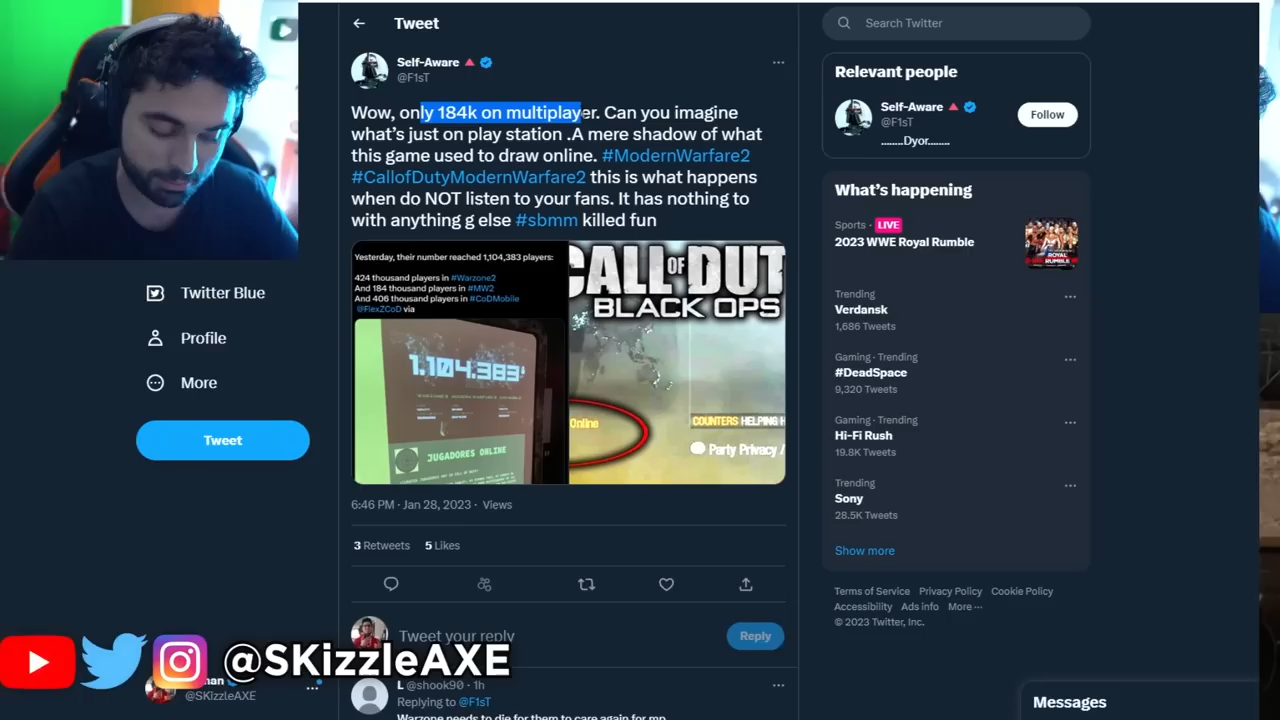 Tweet
Search Twitter
Self-Aware
@F1sT
Wow, only 184k on multiplayer. Can you imagine
what's just on play station .A mere shadow of what
this game used to draw online. #ModernWarfare2
#CallofDutyModernWarfare2 this is what happens
when do NOT listen to your fans. It has nothing to
with anything g else #sbmm killed fun
Yesterday, their number reached 1,104,383 players:
424 thousand players in #Warzone2
And 184 thousand players in #MW2
And 406 thousand players in #CoDMobile
@FlexZCoD via
1.104.383
JUGADORES ONLINE
CALL OF DUT
BLACK OPS
Online
COUNTERS HELPING H
Party Privacy /
6:46 PM · Jan 28, 2023 · Views
3 Retweets 5 Likes
Tweet your reply
Reply
L @shook90 · 1h
Replying to @F1sT
Warzone needs to die for them to care again for mp
Twitter Blue
Profile
More
Tweet
@SKizzleAXE
@SKizzleAXE
Relevant people
Self-Aware
@F1sT
Follow
........Dyor........
What's happening
Sports · LIVE
2023 WWE Royal Rumble
ROYAL
RUMBLE
Trending
Verdansk
1,686 Tweets
Gaming · Trending
#DeadSpace
9,320 Tweets
Gaming · Trending
Hi-Fi Rush
19.8K Tweets
Trending
Sony
28.5K Tweets
Show more
Terms of Service Privacy Policy Cookie Policy
Accessibility Ads info More ···
© 2023 Twitter, Inc.
Messages